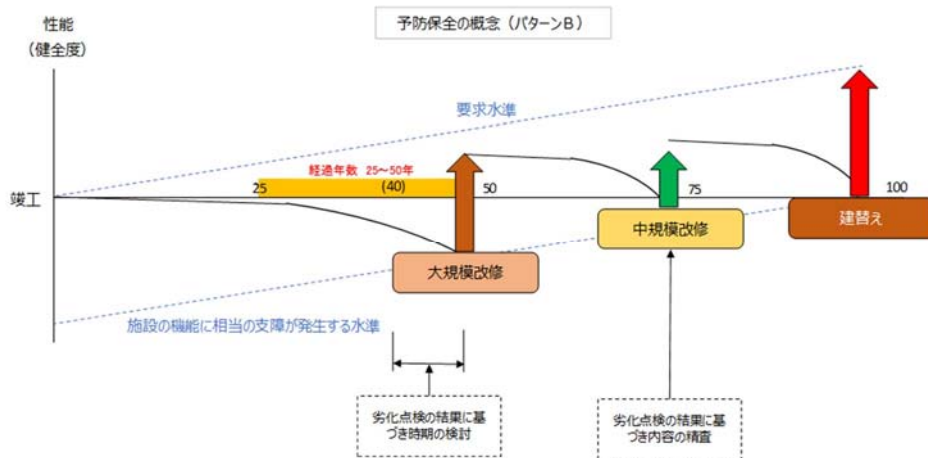 予防保全の概念（パターンB）
性能
（健全度）
要求水準
経過年数 25～50年
竣工
25
(40)
50
75
100
大規模改修
中規模改修
建替え
施設の機能に相当の支障が発生する水準
劣化点検の結果に基
づき時期の検討
劣化点検の結果に基
づき内容の精査